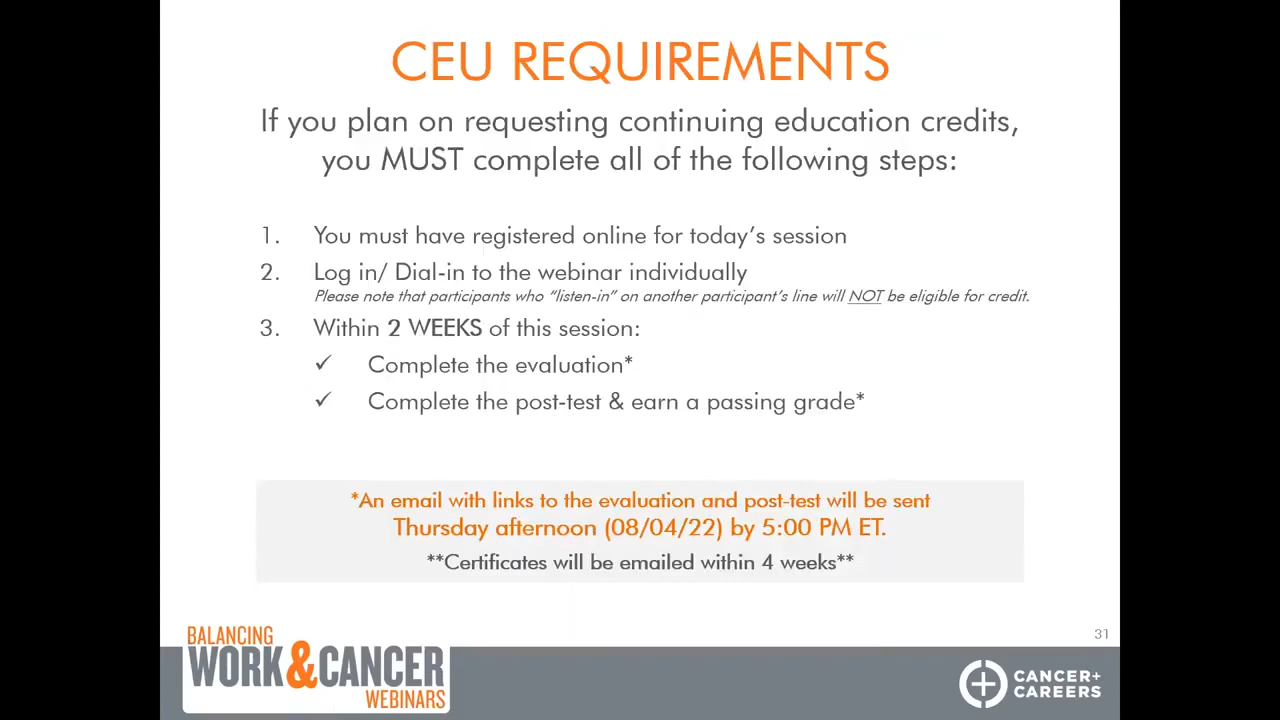 CEU REQUIREMENTS
If you plan on requesting continuing education credits,
you MUST complete all of the following steps:
1. You must have registered online for today's session
2. Log in/ Dial-in to the webinar individually
Please note that participants who “listen-in” on another participant's line will NOT be eligible for credit.
3. Within 2 WEEKS of this session:
✓ Complete the evaluation*
✓ Complete the post-test & earn a passing grade*
*An email with links to the evaluation and post-test will be sent
Thursday afternoon (08/04/22) by 5:00 PM ET.
**Certificates will be emailed within 4 weeks**
31
BALANCING
WORK & CANCER
WEBINARS
CANCER+
CAREERS